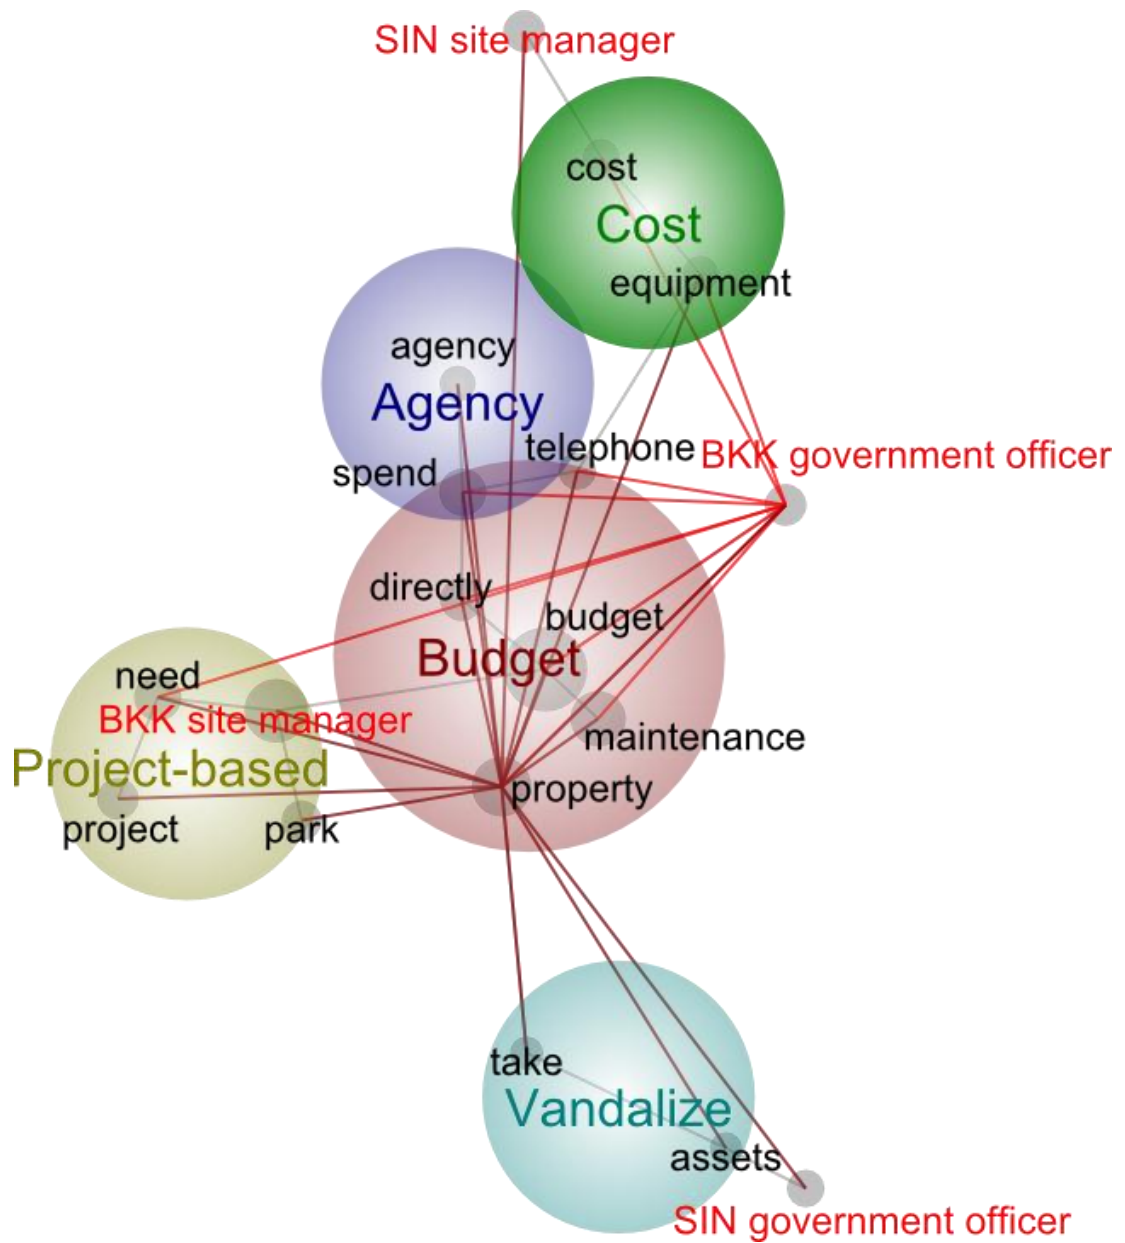 SIN site manager
cost
Cost
equipment
agency
Agency
telephone
BKK government officer
spend
directly
budget
Budget
need
BKK site manager
maintenance
Project-based
property
project
park
take
Vandalize
assets
SIN government officer